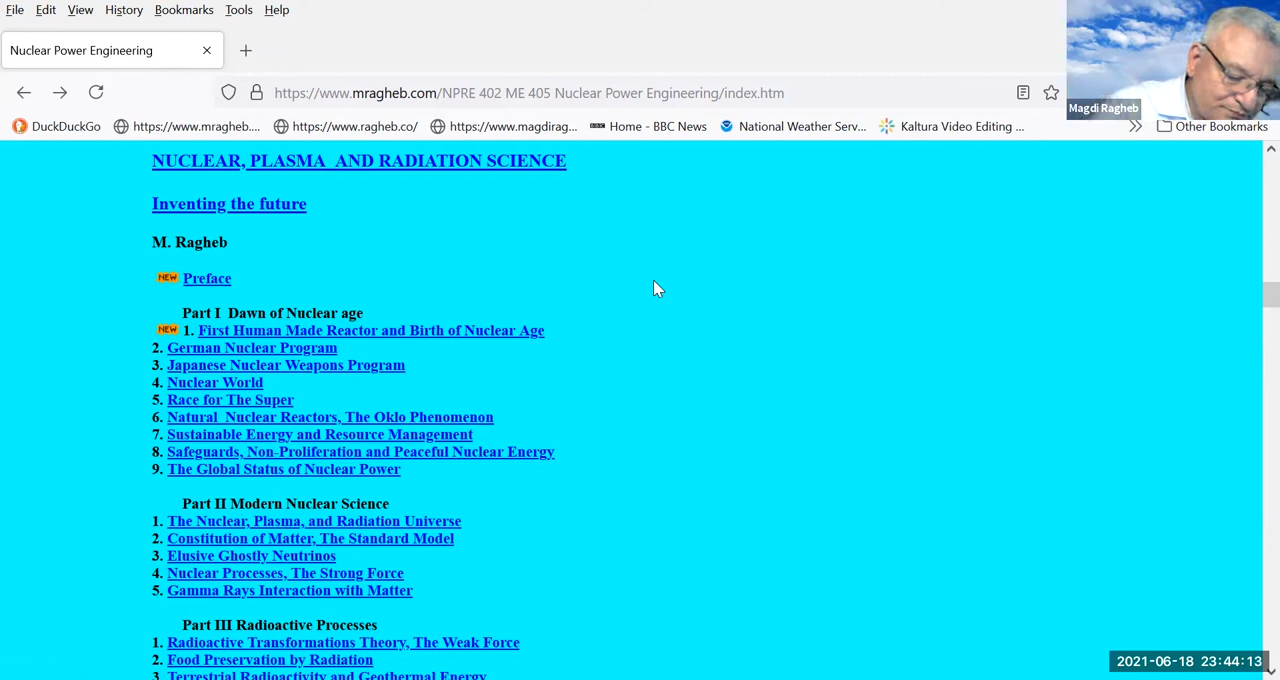 File Edit View History Bookmarks Tools Help
Nuclear Power Engineering
https://www.mragheb.com/NPRE 402 ME 405 Nuclear Power Engineering/index.htm
Magdi Ragheb
DuckDuckGo https://www.mragheb.... https://www.ragheb.co/ https://www.magdirag... BBC Home - BBC News National Weather Serv... Kaltura Video Editing ... Other Bookmarks
NUCLEAR, PLASMA AND RADIATION SCIENCE
Inventing the future
M. Ragheb
NEW Preface
Part I Dawn of Nuclear age
NEW 1. First Human Made Reactor and Birth of Nuclear Age
2. German Nuclear Program
3. Japanese Nuclear Weapons Program
4. Nuclear World
5. Race for The Super
6. Natural Nuclear Reactors, The Oklo Phenomenon
7. Sustainable Energy and Resource Management
8. Safeguards, Non-Proliferation and Peaceful Nuclear Energy
9. The Global Status of Nuclear Power
Part II Modern Nuclear Science
1. The Nuclear, Plasma, and Radiation Universe
2. Constitution of Matter, The Standard Model
3. Elusive Ghostly Neutrinos
4. Nuclear Processes, The Strong Force
5. Gamma Rays Interaction with Matter
Part III Radioactive Processes
1. Radioactive Transformations Theory, The Weak Force
2. Food Preservation by Radiation
3. Terrestrial Radioactivity and Geothermal Energy
2021-06-18 23:44:13